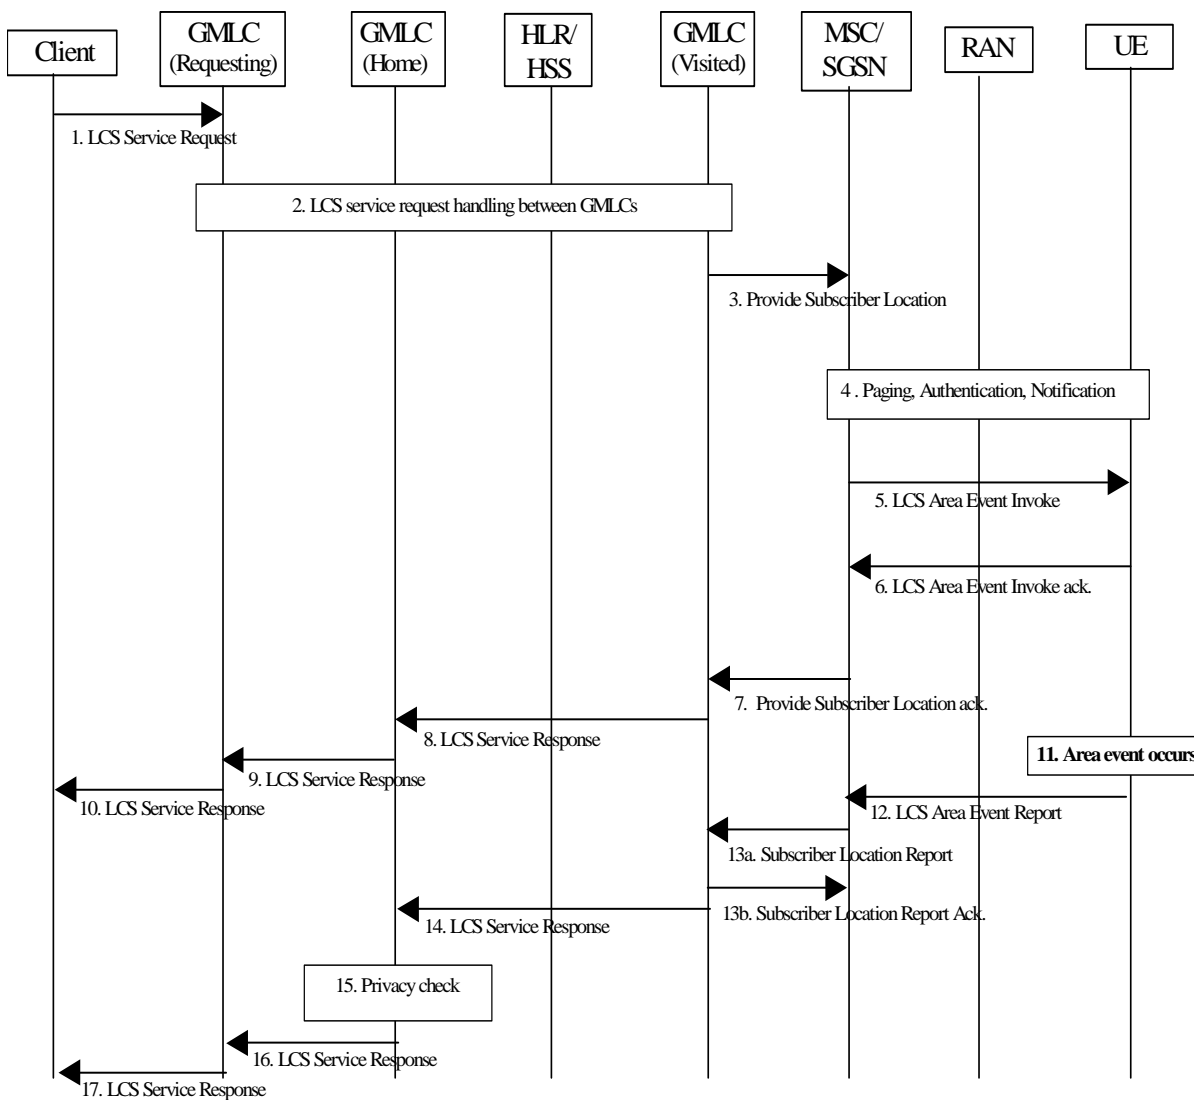 Client
GMLC
(Requesting)
GMLC
(Home)
HLR/
HSS
GMLC
(Visited)
MSC/
SGSN
RAN
UE
1. LCS Service Request
2. LCS service request handling between GMLCs
3. Provide Subscriber Location
4 . Paging, Authentication, Notification
5. LCS Area Event Invoke
6. LCS Area Event Invoke ack.
7. Provide Subscriber Location ack.
8. LCS Service Response
9. LCS Service Response
10. LCS Service Response
11. Area event occurs
12. LCS Area Event Report
13a. Subscriber Location Report
13b. Subscriber Location Report Ack.
14. LCS Service Response
15. Privacy check
16. LCS Service Response
17. LCS Service Response